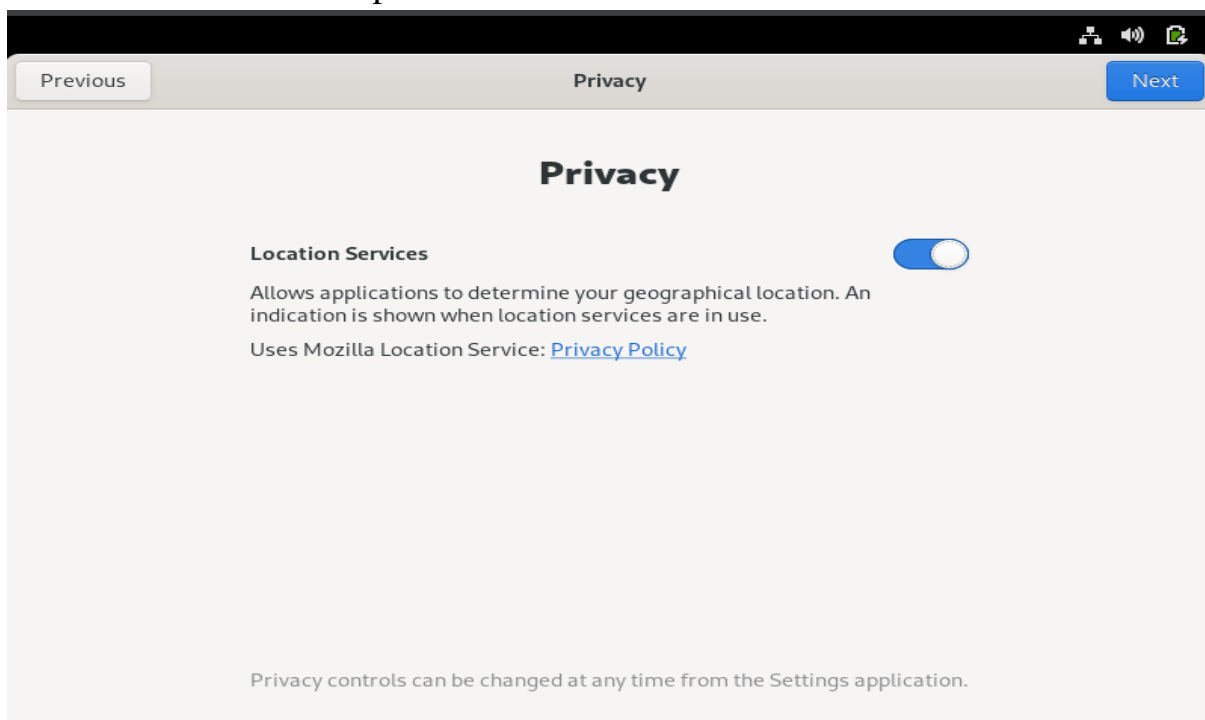 Previous
Privacy
Next
Privacy
Location Services
Allows applications to determine your geographical location. An
indication is shown when location services are in use.
Uses Mozilla Location Service: Privacy Policy
Privacy controls can be changed at any time from the Settings application.